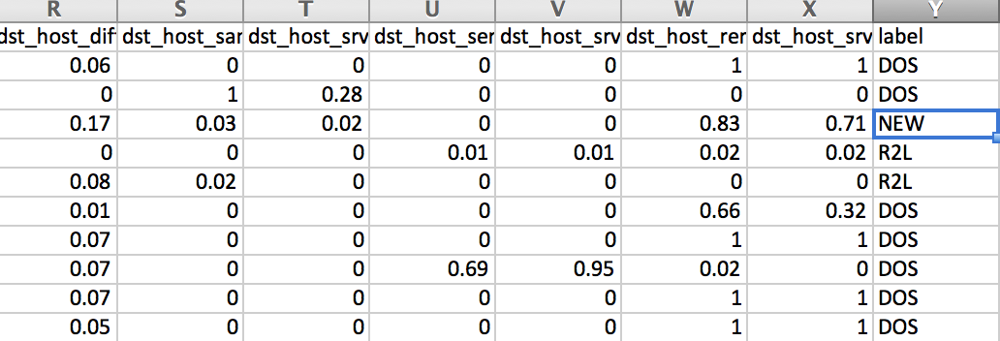 R S T U V W X Y
dst_host_dif dst_host_sar dst_host_srv dst_host_ser dst_host_srv dst_host_rer dst_host_srv label
0.06 0 0 0 0 1 1 DOS
0 1 0.28 0 0 0 0 DOS
0.17 0.03 0.02 0 0 0.83 0.71 NEW
0 0 0 0.01 0.01 0.02 0.02 R2L
0.08 0.02 0 0 0 0 0 R2L
0.01 0 0 0 0 0.66 0.32 DOS
0.07 0 0 0 0 1 1 DOS
0.07 0 0 0.69 0.95 0.02 0 DOS
0.07 0 0 0 0 1 1 DOS
0.05 0 0 0 0 1 1 DOS